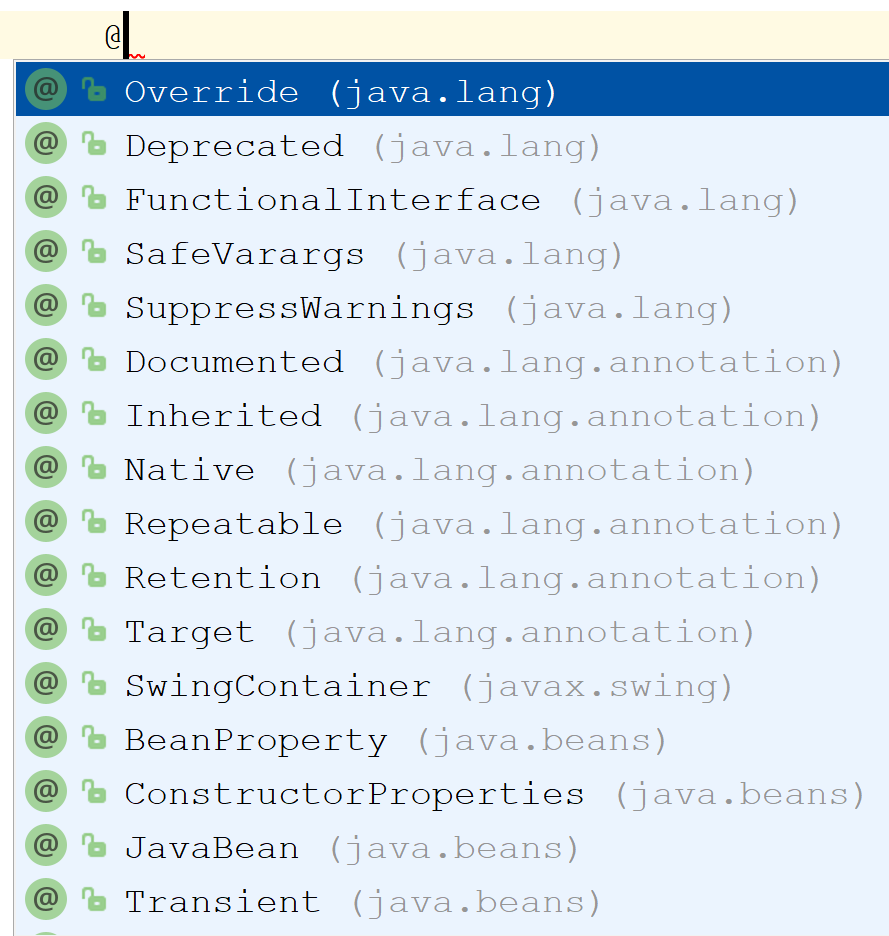 @
@ Override (java.lang)
@ Deprecated (java.lang)
@ FunctionalInterface (java.lang)
@ SafeVarargs (java.lang)
@ SuppressWarnings (java.lang)
@ Documented (java.lang.annotation)
@ Inherited (java.lang.annotation)
@ Native (java.lang.annotation)
@ Repeatable (java.lang.annotation)
@ Retention (java.lang.annotation)
@ Target (java.lang.annotation)
@ SwingContainer (javax.swing)
@ BeanProperty (java.beans)
@ ConstructorProperties (java.beans)
@ JavaBean (java.beans)
@ Transient (java.beans)